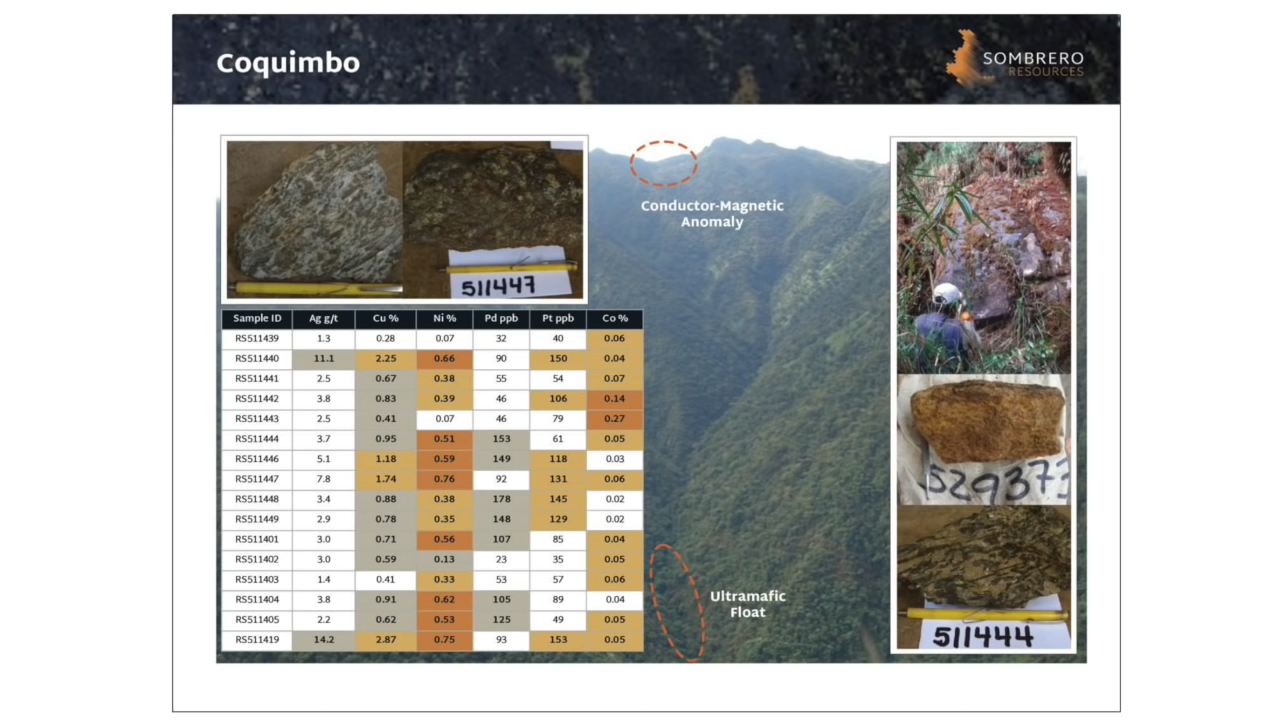 Coquimbo
SOMBRERO
RESOURCES
511447
Conductor-Magnetic
Anomaly
Sample ID Ag g/t Cu % Ni % Pd ppb Pt ppb Co %
RS511439 1.3 0.28 0.07 32 40 0.06
RS511440 11.1 2.25 0.66 90 150 0.04
RS511441 2.5 0.67 0.38 55 54 0.07
RS511442 3.8 0.83 0.39 46 106 0.14
RS511443 2.5 0.41 0.07 46 79 0.27
RS511444 3.7 0.95 0.51 153 61 0.05
RS511446 5.1 1.18 0.59 149 118 0.03
RS511447 7.8 1.74 0.76 92 131 0.06
RS511448 3.4 0.88 0.38 178 145 0.02
RS511449 2.9 0.78 0.35 148 129 0.02
RS511401 3.0 0.71 0.56 107 85 0.04
RS511402 3.0 0.59 0.13 23 35 0.05
RS511403 1.4 0.41 0.33 53 57 0.06
RS511404 3.8 0.91 0.62 105 89 0.04
RS511405 2.2 0.62 0.53 125 49 0.05
RS511419 14.2 2.87 0.75 93 153 0.05
Ultramafic
Float
529373
511444